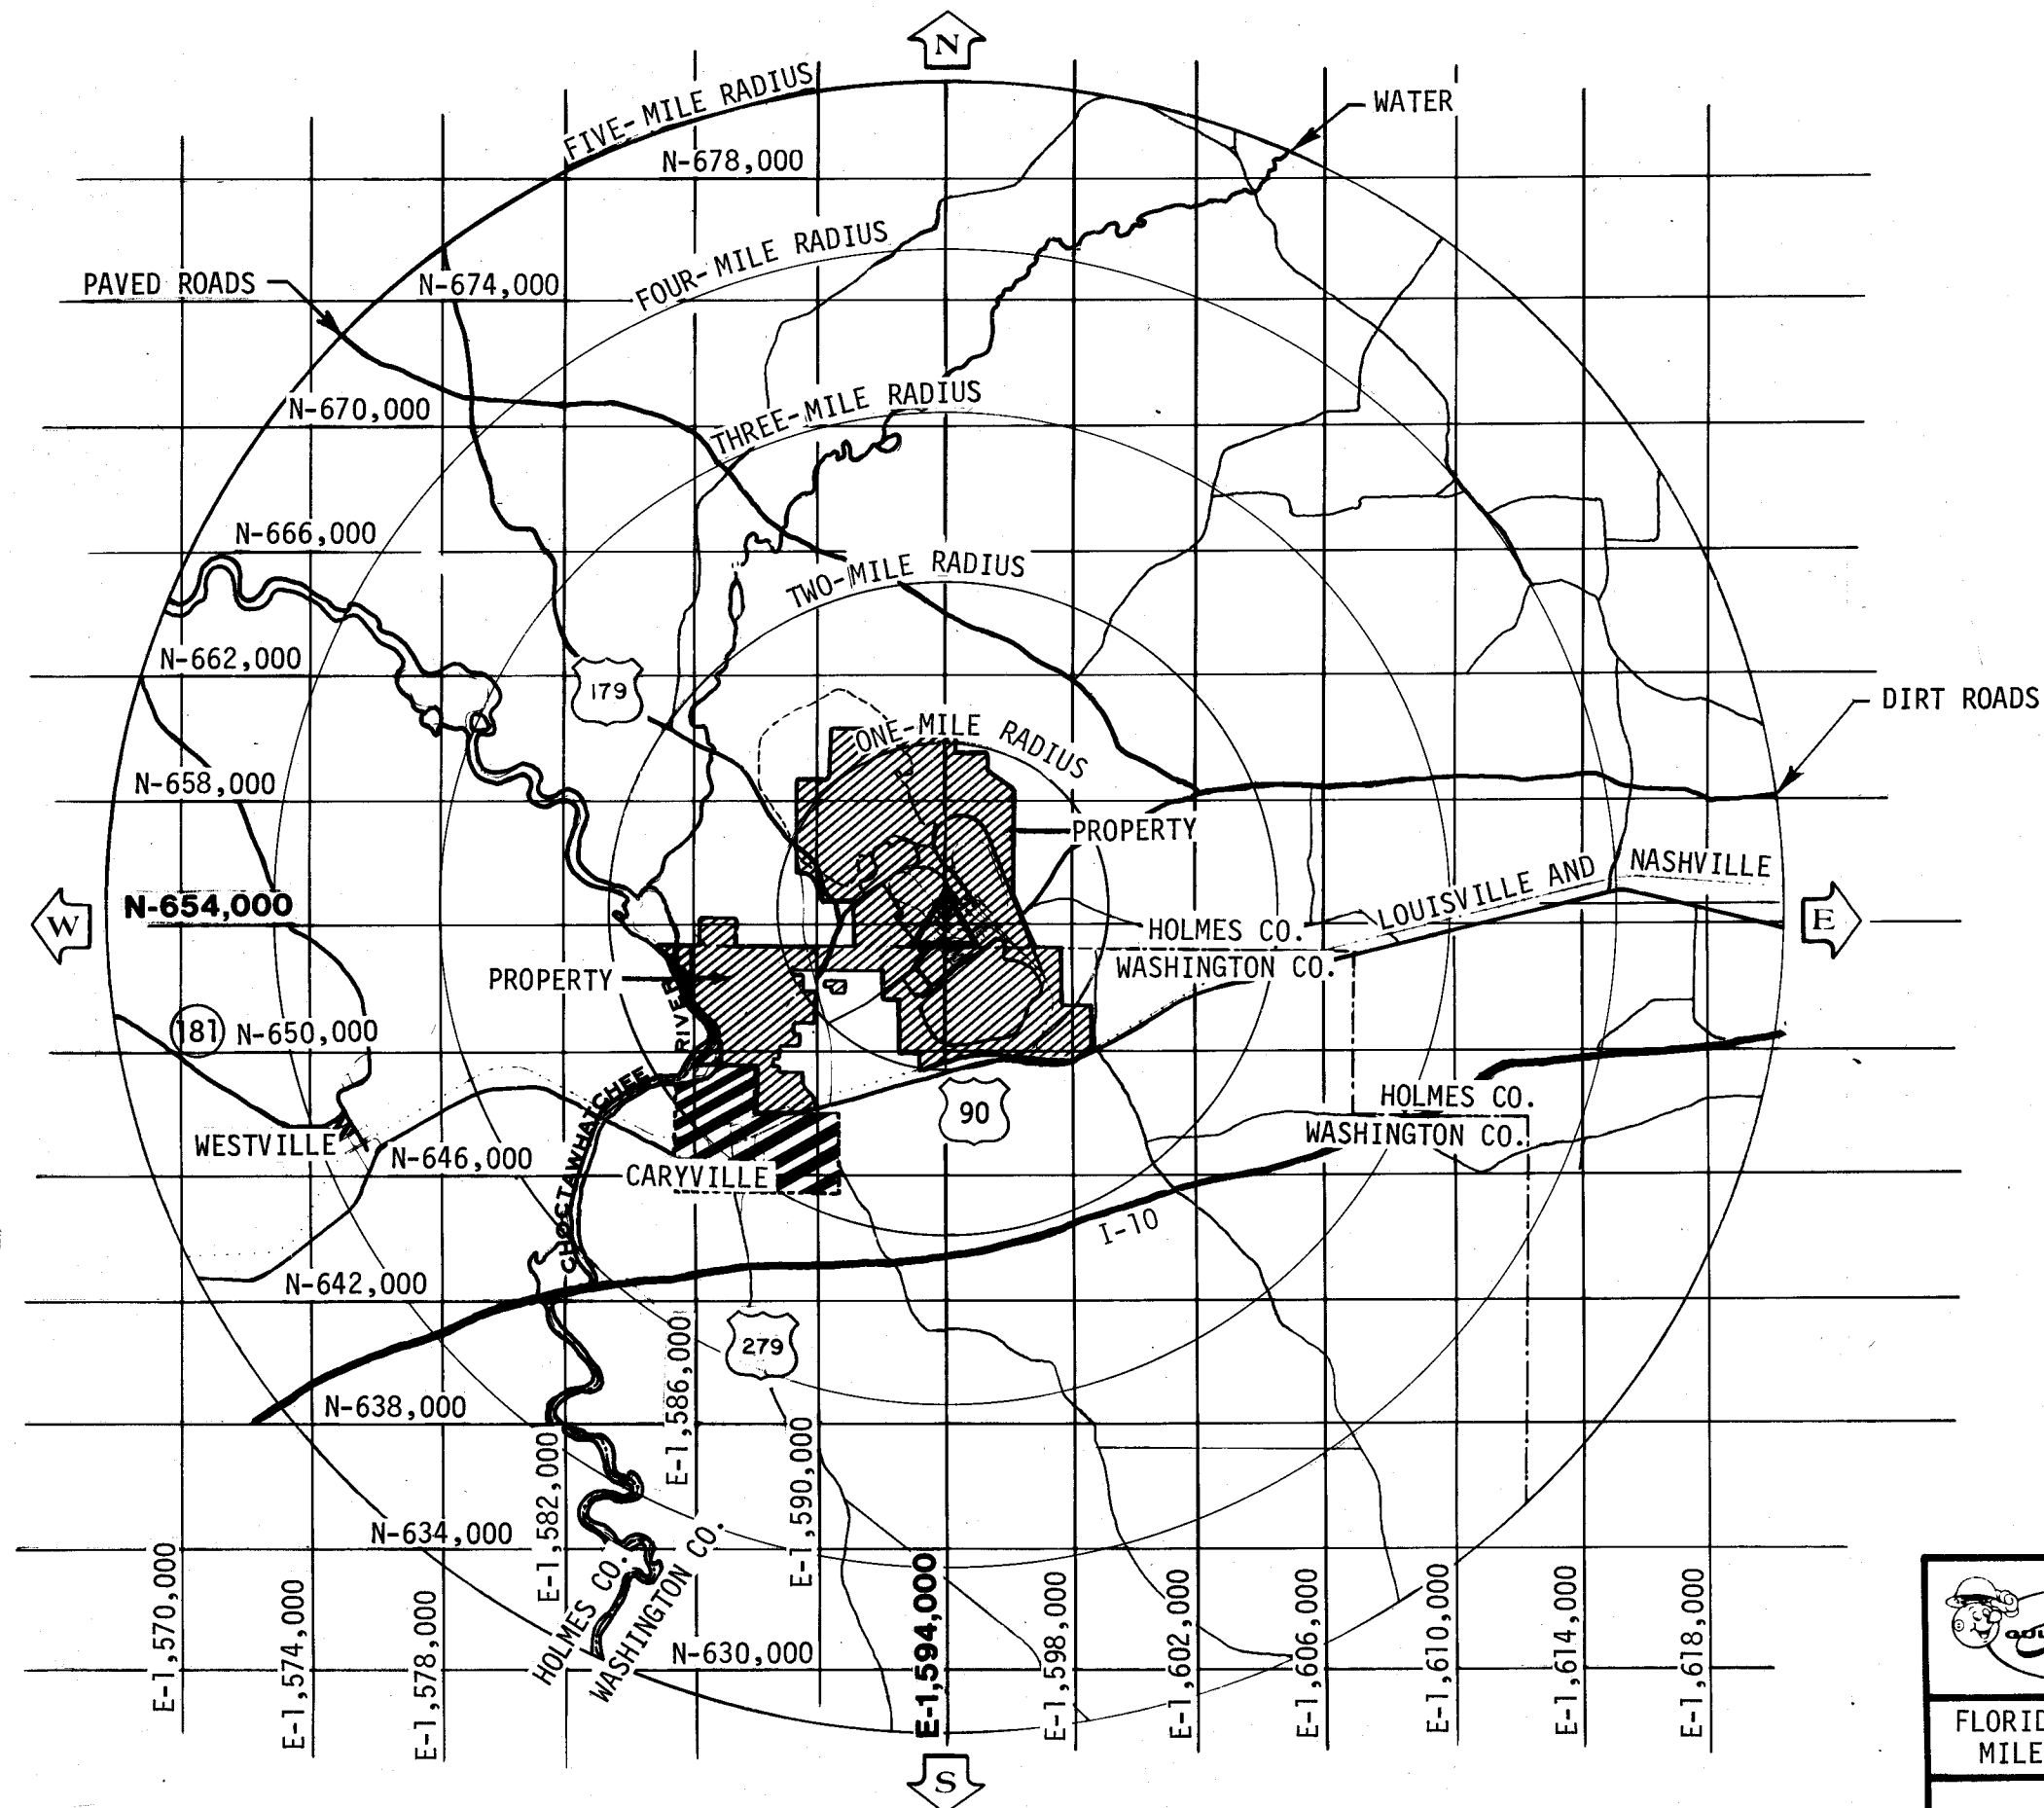 N
FIVE-MILE RADIUS
WATER
N-678,000
FOUR-MILE RADIUS
PAVED ROADS
N-674,000
THREE-MILE RADIUS
N-670,000
N-666,000
TWO-MILE RADIUS
N-662,000
179
DIRT ROADS
ONE-MILE RADIUS
N-658,000
PROPERTY
LOUISVILLE AND NASHVILLE
N-654,000
W
E
HOLMES CO.
WASHINGTON CO.
PROPERTY
181
N-650,000
CHOCTAWHATCHEE RIVER
HOLMES CO.
WASHINGTON CO.
90
WESTVILLE
N-646,000
CARYVILLE
I-10
N-642,000
279
N-638,000
N-634,000
HOLMES CO.
WASHINGTON CO.
N-630,000
E-1,570,000
E-1,574,000
E-1,578,000
E-1,582,000
E-1,586,000
E-1,590,000
E-1,594,000
E-1,598,000
E-1,602,000
E-1,606,000
E-1,610,000
E-1,614,000
E-1,618,000
S
FLORID
MILE